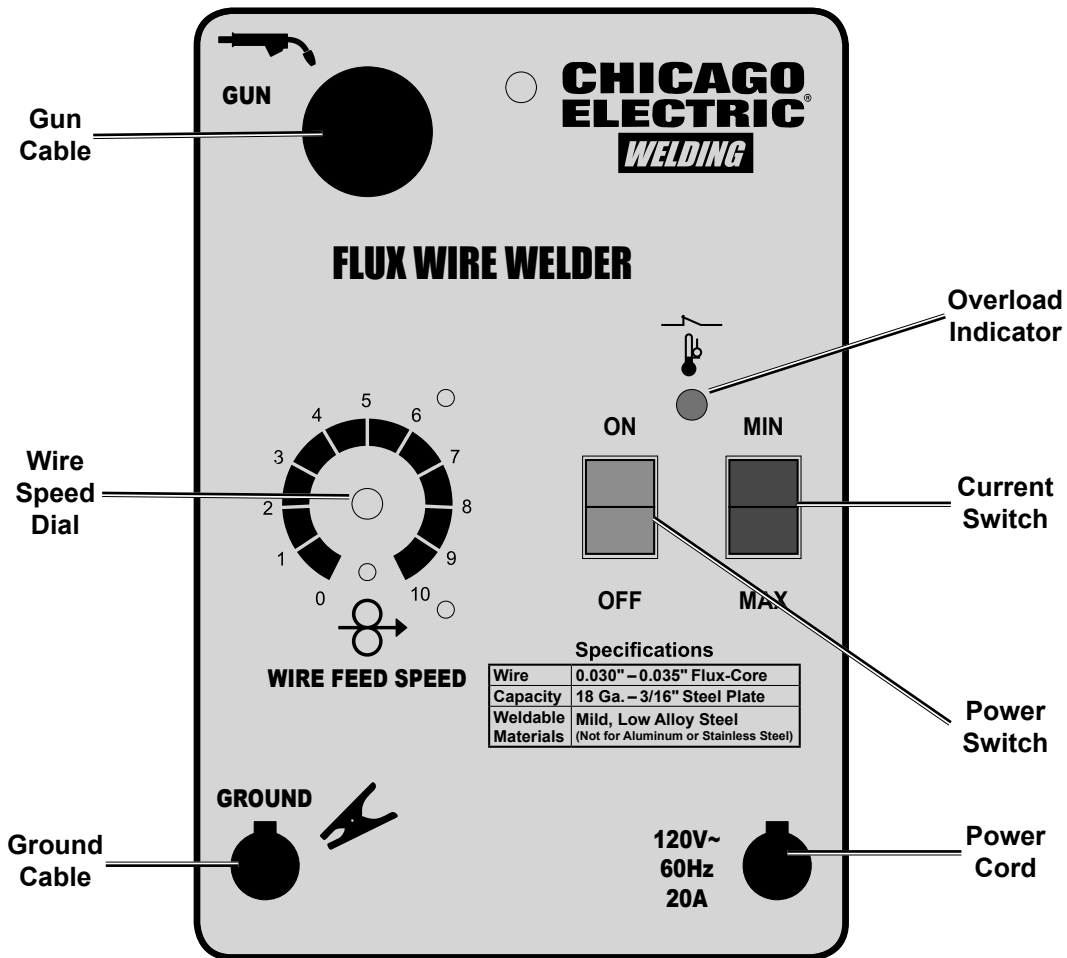 GUN
CHICAGO
ELECTRIC®
WELDING
Gun
Cable
FLUX WIRE WELDER
Overload
Indicator
ON
MIN
0
1
2
3
4
5
6
7
8
9
10
Wire
Speed
Dial
Current
Switch
OFF
MAX
WIRE FEED SPEED
Specifications
Wire 0.030" – 0.035" Flux-Core
Capacity 18 Ga. – 3/16" Steel Plate
Weldable Materials Mild, Low Alloy Steel
(Not for Aluminum or Stainless Steel)
Power
Switch
GROUND
Ground
Cable
120V~
60Hz
20A
Power
Cord